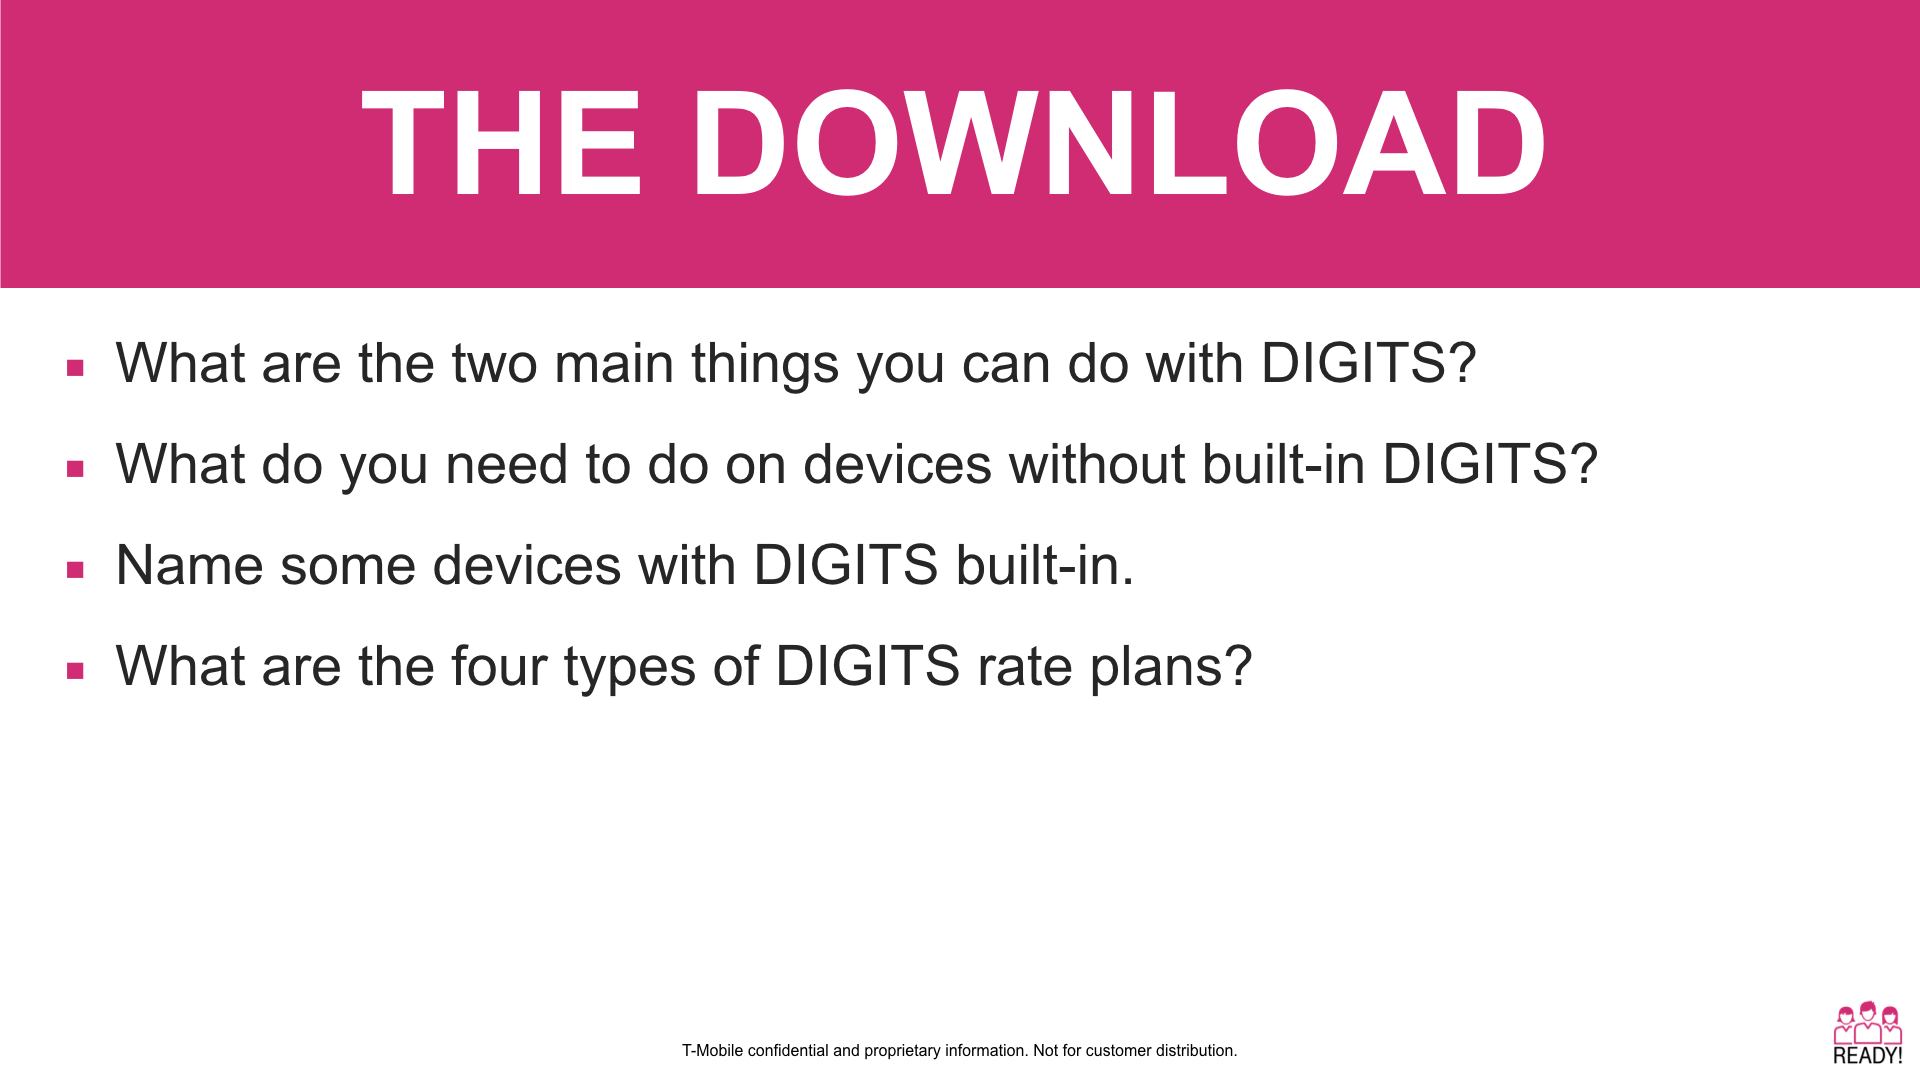 THE DOWNLOAD
What are the two main things you can do with DIGITS?
What do you need to do on devices without built-in DIGITS?
Name some devices with DIGITS built-in.
What are the four types of DIGITS rate plans?
T-Mobile confidential and proprietary information. Not for customer distribution.
READY!